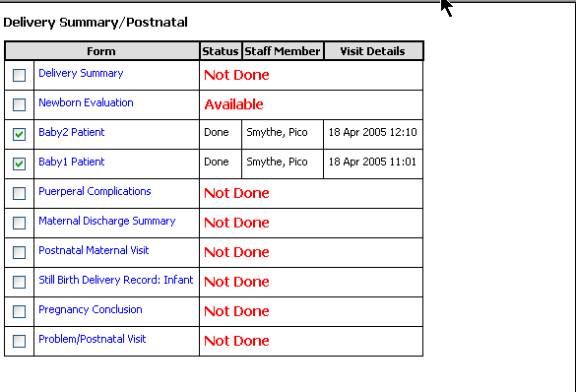 Delivery Summary/Postnatal
Form Status Staff Member Visit Details
Delivery Summary Not Done
Newborn Evaluation Available
Baby2 Patient Done Smythe, Pico 18 Apr 2005 12:10
Baby1 Patient Done Smythe, Pico 18 Apr 2005 11:01
Puerperal Complications Not Done
Maternal Discharge Summary Not Done
Postnatal Maternal Visit Not Done
Still Birth Delivery Record: Infant Not Done
Pregnancy Conclusion Not Done
Problem/Postnatal Visit Not Done